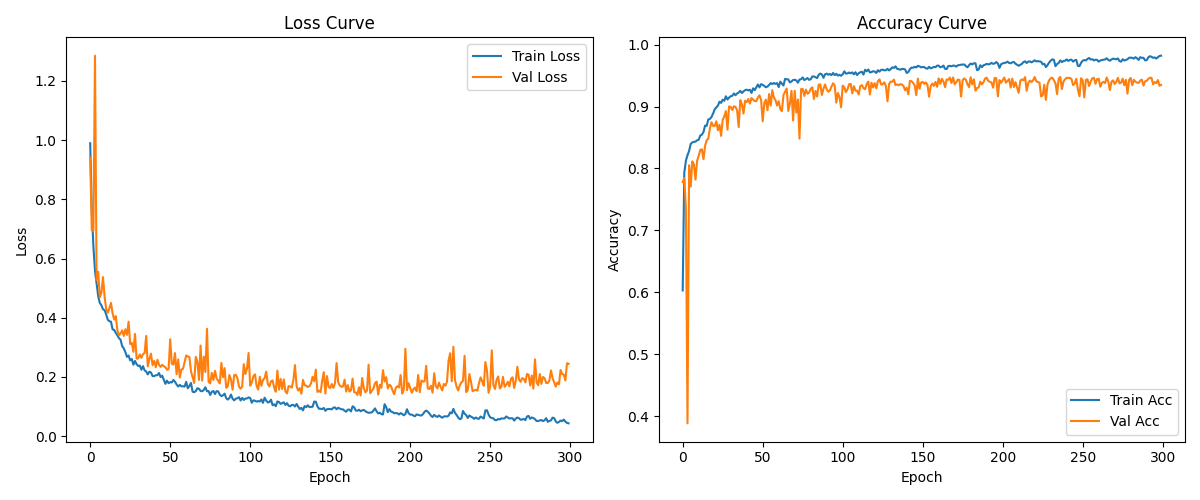 Loss Curve
Train Loss
Val Loss
Loss
1.2
1.0
0.8
0.6
0.4
0.2
0.0
0 50 100 150 200 250 300
Epoch
Accuracy Curve
Train Acc
Val Acc
Accuracy
1.0
0.9
0.8
0.7
0.6
0.5
0.4
0 50 100 150 200 250 300
Epoch